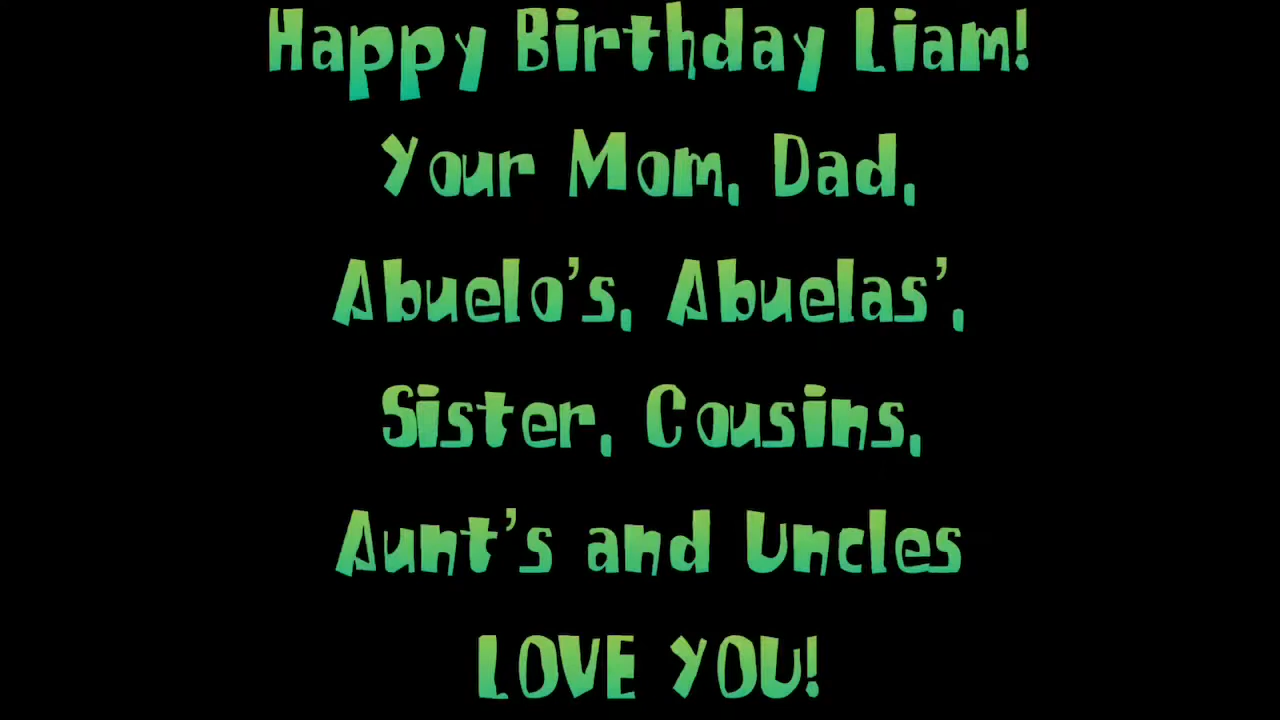 Happy Birthday Liam!
Your Mom, Dad,
Abuelo's, Abuelas',
Sister, Cousins,
Aunt's and Uncles
LOVE YOU!